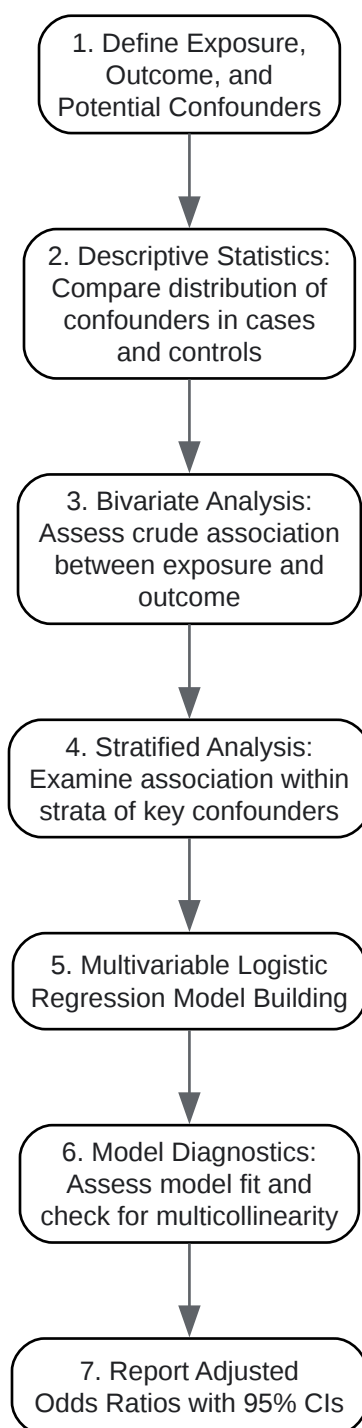 1. Define Exposure,
Outcome, and
Potential Confounders
2. Descriptive Statistics:
Compare distribution of
confounders in cases
and controls
3. Bivariate Analysis:
Assess crude association
between exposure and
outcome
4. Stratified Analysis:
Examine association within
strata of key confounders
5. Multivariable Logistic
Regression Model Building
6. Model Diagnostics:
Assess model fit and
check for multicollinearity
7. Report Adjusted
Odds Ratios with 95% CIs